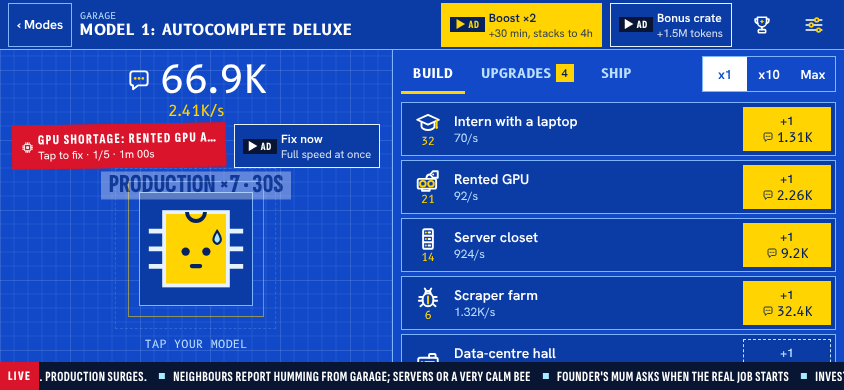 ‹ Modes
GARAGE
MODEL 1: AUTOCOMPLETE DELUXE
AD
Boost ×2
+30 min, stacks to 4h
AD
Bonus crate
+1.5M tokens
66.9K
2.41K/s
GPU SHORTAGE: RENTED GPU A...
Tap to fix · 1/5 · 1m 00s
AD
Fix now
Full speed at once
PRODUCTION ×7 · 30S
TAP YOUR MODEL
BUILD
UPGRADES 4
SHIP
x1
x10
Max
Intern with a laptop
32
70/s
+1
1.31K
Rented GPU
21
92/s
+1
2.26K
Server closet
14
924/s
+1
9.2K
Scraper farm
6
1.32K/s
+1
32.4K
Data-centre hall
+1
LIVE
. PRODUCTION SURGES. ■ NEIGHBOURS REPORT HUMMING FROM GARAGE; SERVERS OR A VERY CALM BEE ■ FOUNDER'S MUM ASKS WHEN THE REAL JOB STARTS ■ INVES